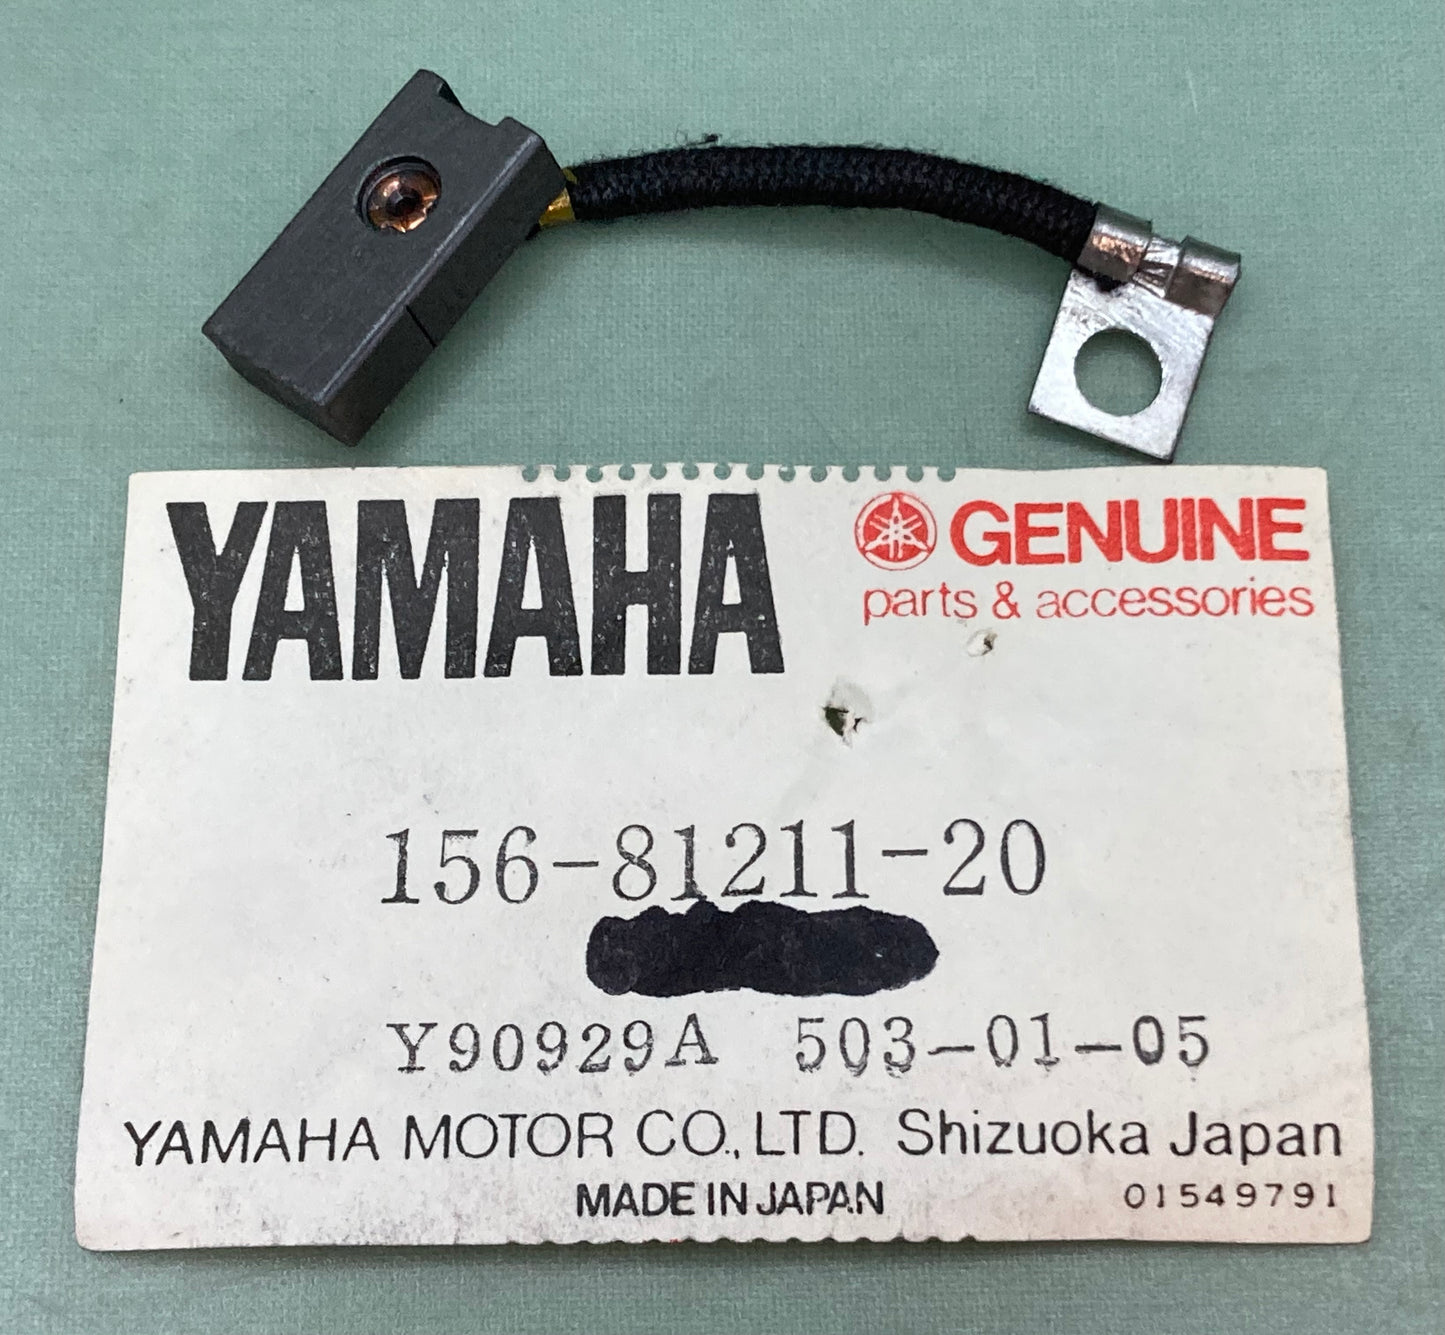 YAMAHA
GENUINE
parts & accessories
156-81211-20
Y90929A 503-01-05
YAMAHA MOTOR CO., LTD. Shizuoka Japan
MADE IN JAPAN
01549791